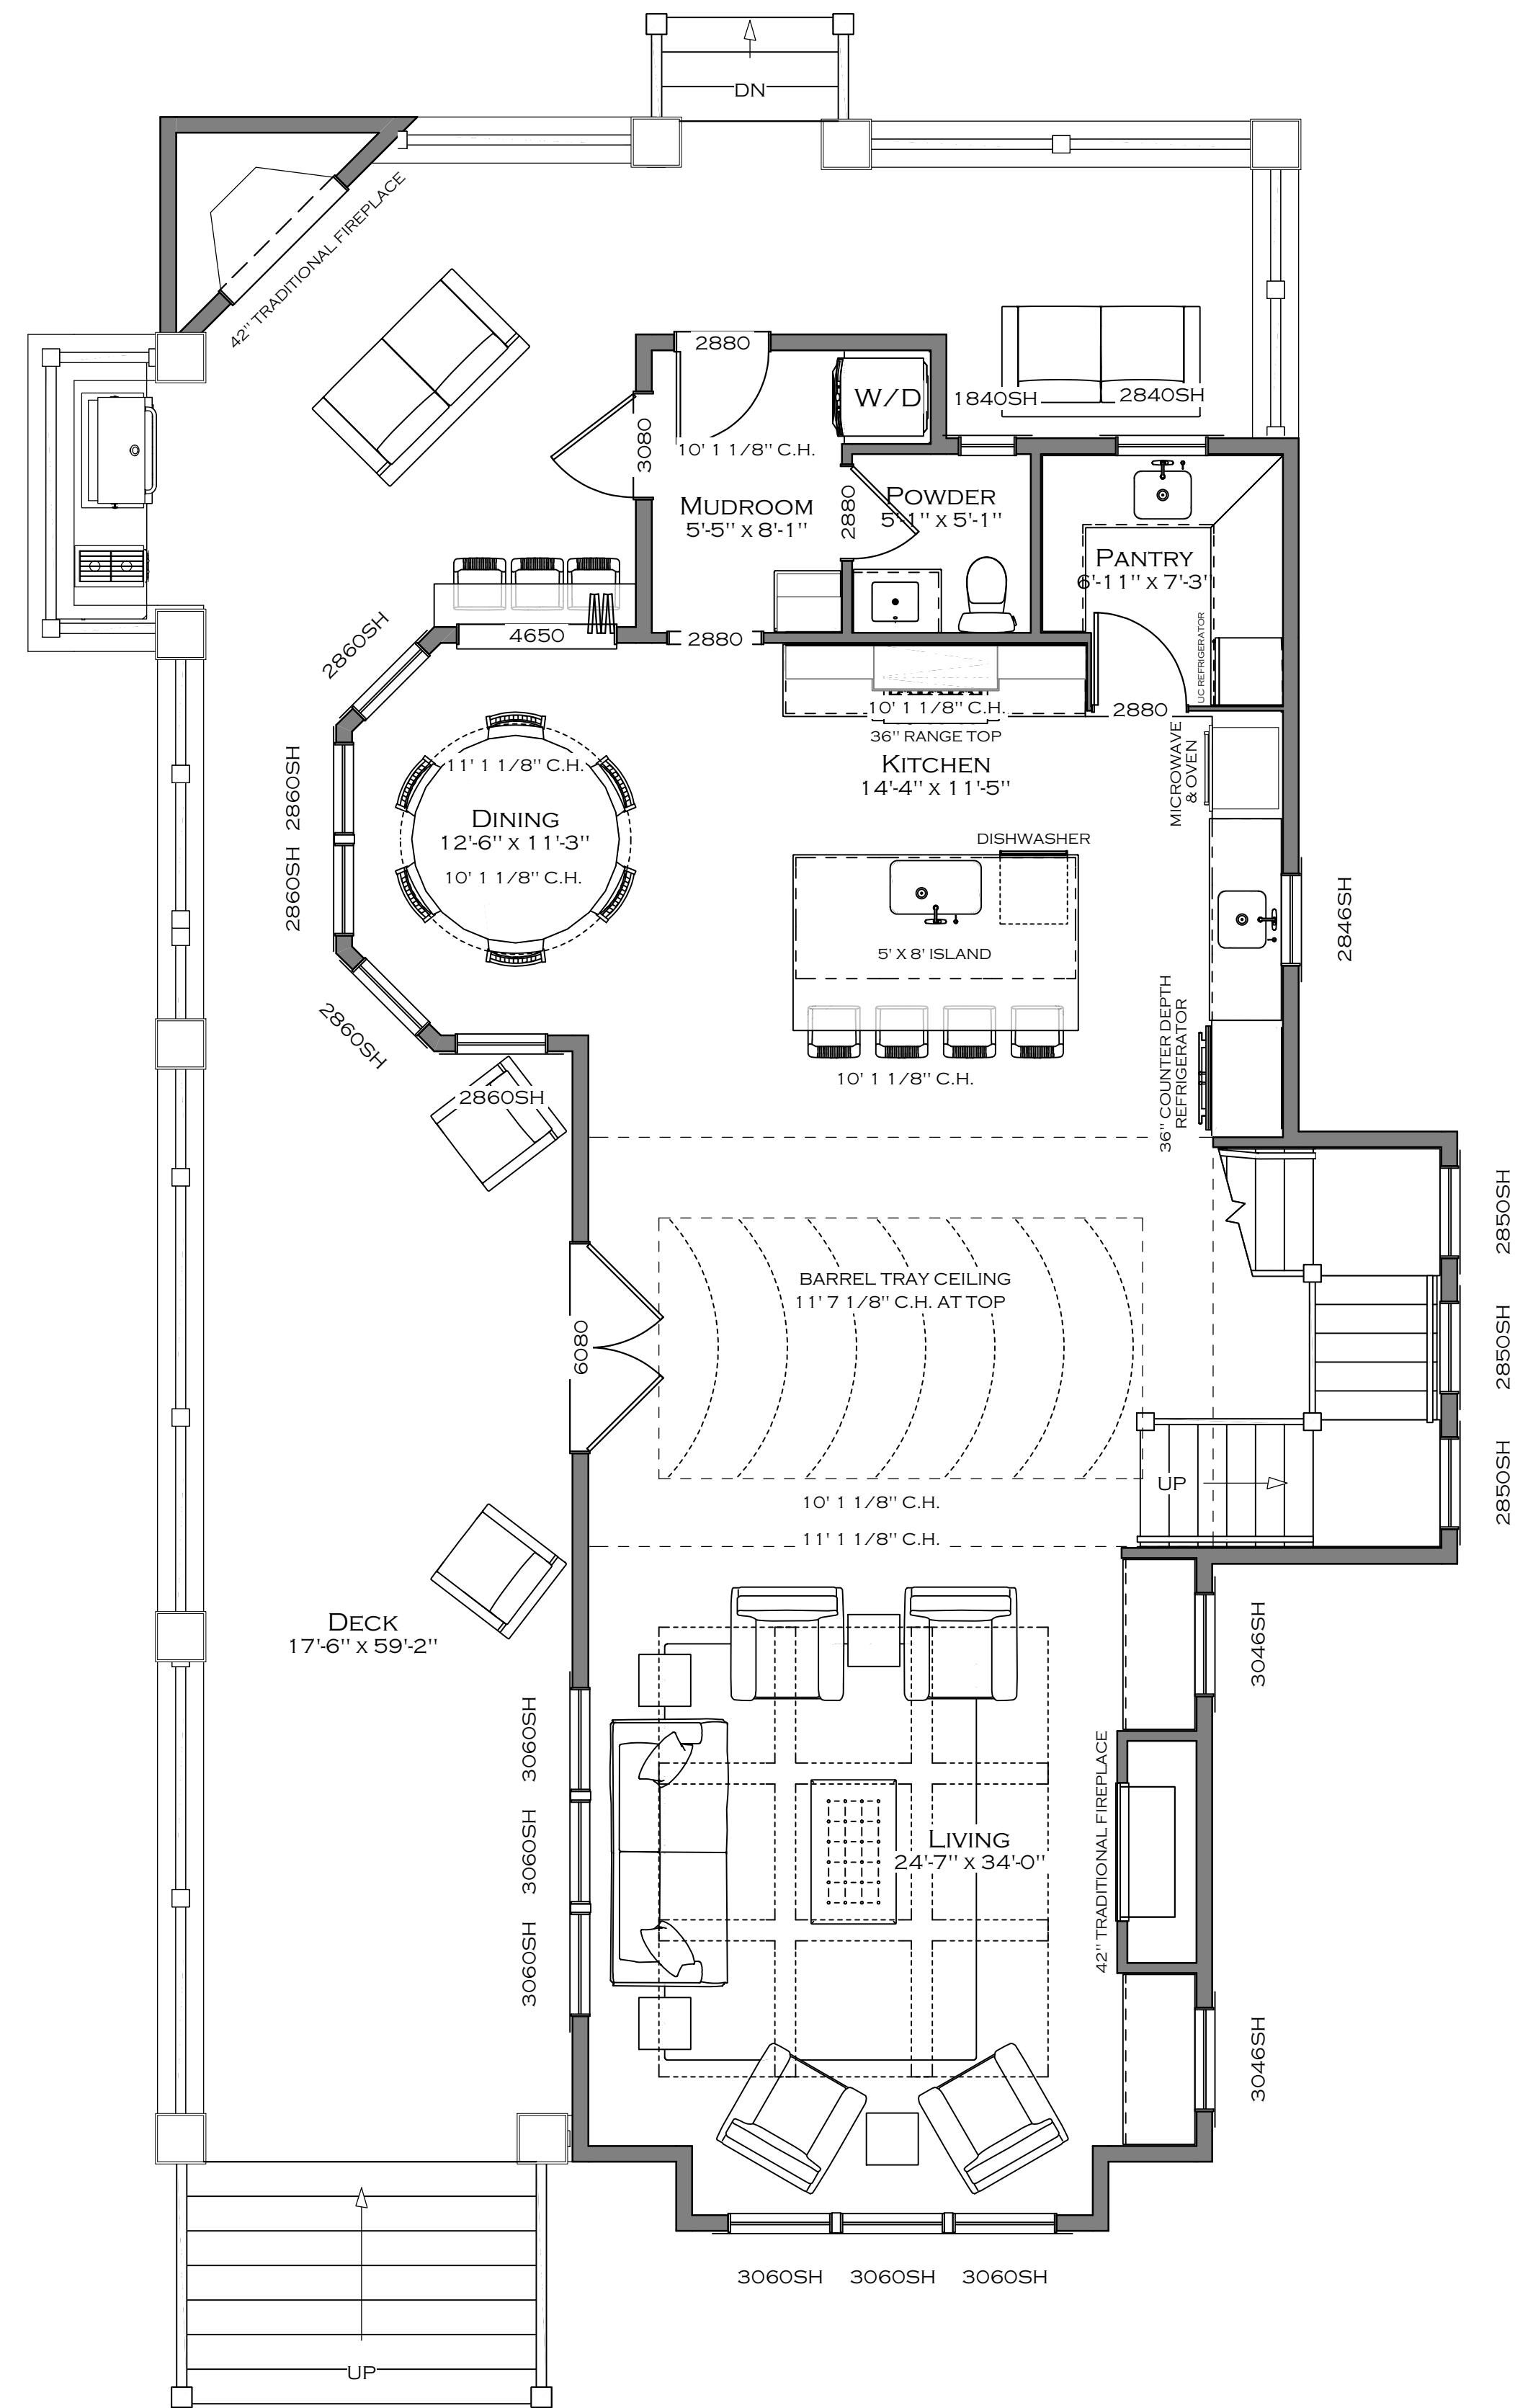 DN
42" TRADITIONAL FIREPLACE
2880
W/D
1840SH
2840SH
3080
10' 1 1/8" C.H.
MUDROOM
5'-5" X 8'-1"
2880
POWDER
5'-1" X 5'-1"
PANTRY
6'-11" X 7'-3"
UC REFRIGERATOR
2860SH
4650
2880
2880
10' 1 1/8" C.H.
36" RANGE TOP
KITCHEN
14'-4" X 11'-5"
MICROWAVE
& OVEN
2860SH
2860SH
11' 1 1/8" C.H.
DINING
12'-6" X 11'-3"
10' 1 1/8" C.H.
DISHWASHER
5' X 8' ISLAND
2846SH
36" COUNTER DEPTH
REFRIGERATOR
2860SH
2860SH
10' 1 1/8" C.H.
2850SH
2850SH
2850SH
BARREL TRAY CEILING
11' 7 1/8" C.H. AT TOP
6080
UP
10' 1 1/8" C.H.
11' 1 1/8" C.H.
DECK
17'-6" X 59'-2"
3046SH
3060SH
3060SH
3060SH
LIVING
24'-7" X 34'-0"
42" TRADITIONAL FIREPLACE
3046SH
3060SH 3060SH 3060SH
UP